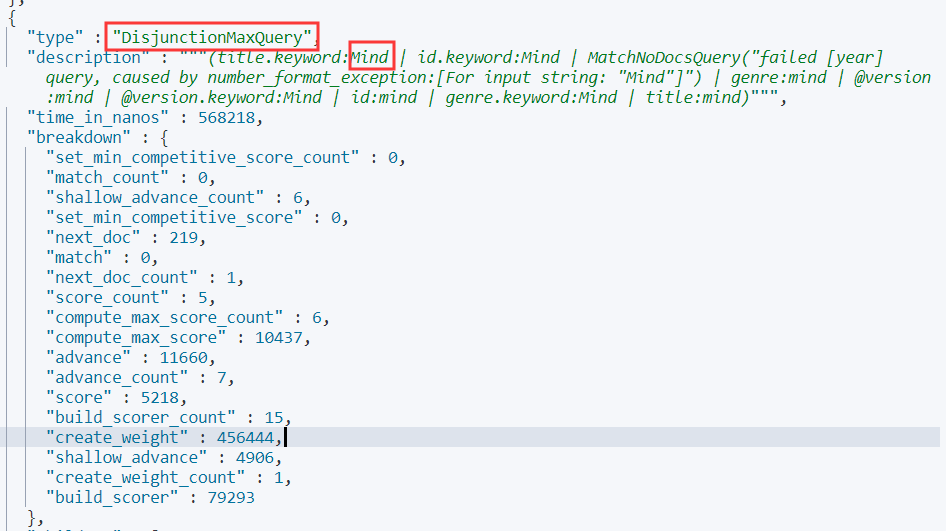 },
{
"type" : "DisjunctionMaxQuery",
"description" : """(title.keyword:Mind | id.keyword:Mind | MatchNoDocsQuery("failed [year]
query, caused by number_format_exception:[For input string: "Mind"]") | genre:mind | @version
:mind | @version.keyword:Mind | id:mind | genre.keyword:Mind | title:mind)""",
"time_in_nanos" : 568218,
"breakdown" : {
"set_min_competitive_score_count" : 0,
"match_count" : 0,
"shallow_advance_count" : 6,
"set_min_competitive_score" : 0,
"next_doc" : 219,
"match" : 0,
"next_doc_count" : 1,
"score_count" : 5,
"compute_max_score_count" : 6,
"compute_max_score" : 10437,
"advance" : 11660,
"advance_count" : 7,
"score" : 5218,
"build_scorer_count" : 15,
"create_weight" : 456444,
"shallow_advance" : 4906,
"create_weight_count" : 1,
"build_scorer" : 79293
},